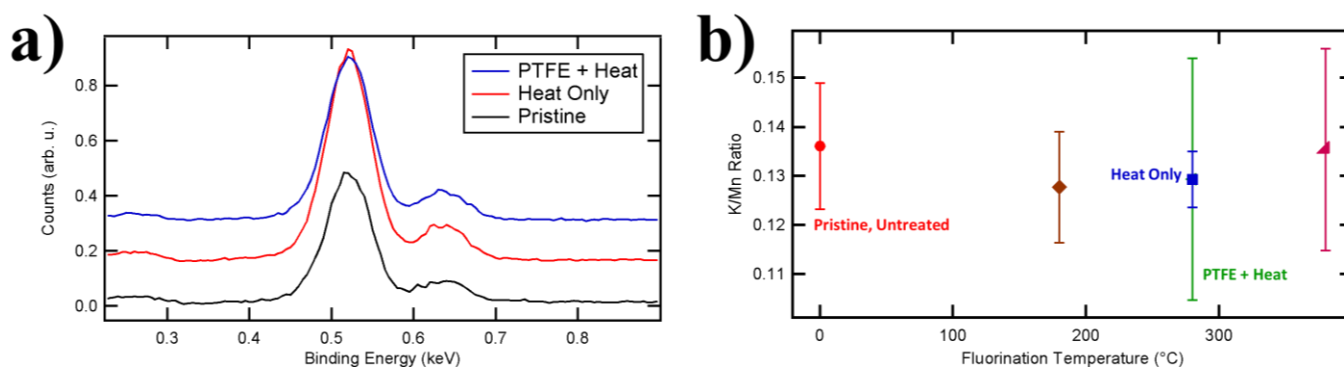 a)
Counts (arb. u.)
0.8
0.6
0.4
0.2
0.0
PTFE + Heat
Heat Only
Pristine
0.3
0.4
0.5
0.6
0.7
0.8
Binding Energy (keV)
b)
K/Mn Ratio
0.15
0.14
0.13
0.12
0.11
Pristine, Untreated
Heat Only
PTFE + Heat
0
100
200
300
Fluorination Temperature (°C)